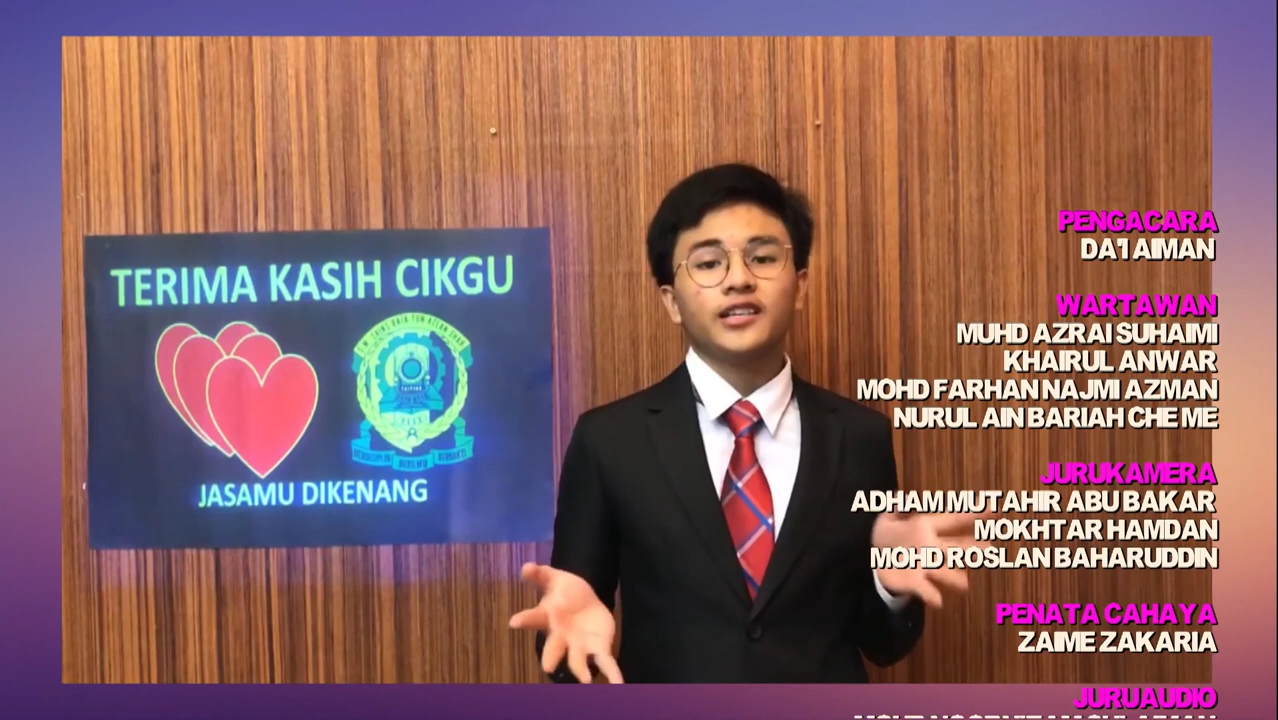 TERIMA KASIH CIKGU
JASAMU DIKENANG
PENGACARA
DA'I AIMAN
WARTAWAN
MUHD AZRAI SUHAIMI
KHAIRUL ANWAR
MOHD FARHAN NAJMI AZMAN
NURUL AIN BARIAH CHE ME
JURUKAMERA
ADHAM MUTAHIR ABU BAKAR
MOKHTAR HAMDAN
MOHD ROSLAN BAHARUDDIN
PENATA CAHAYA
ZAIME ZAKARIA
JURUAUDIO